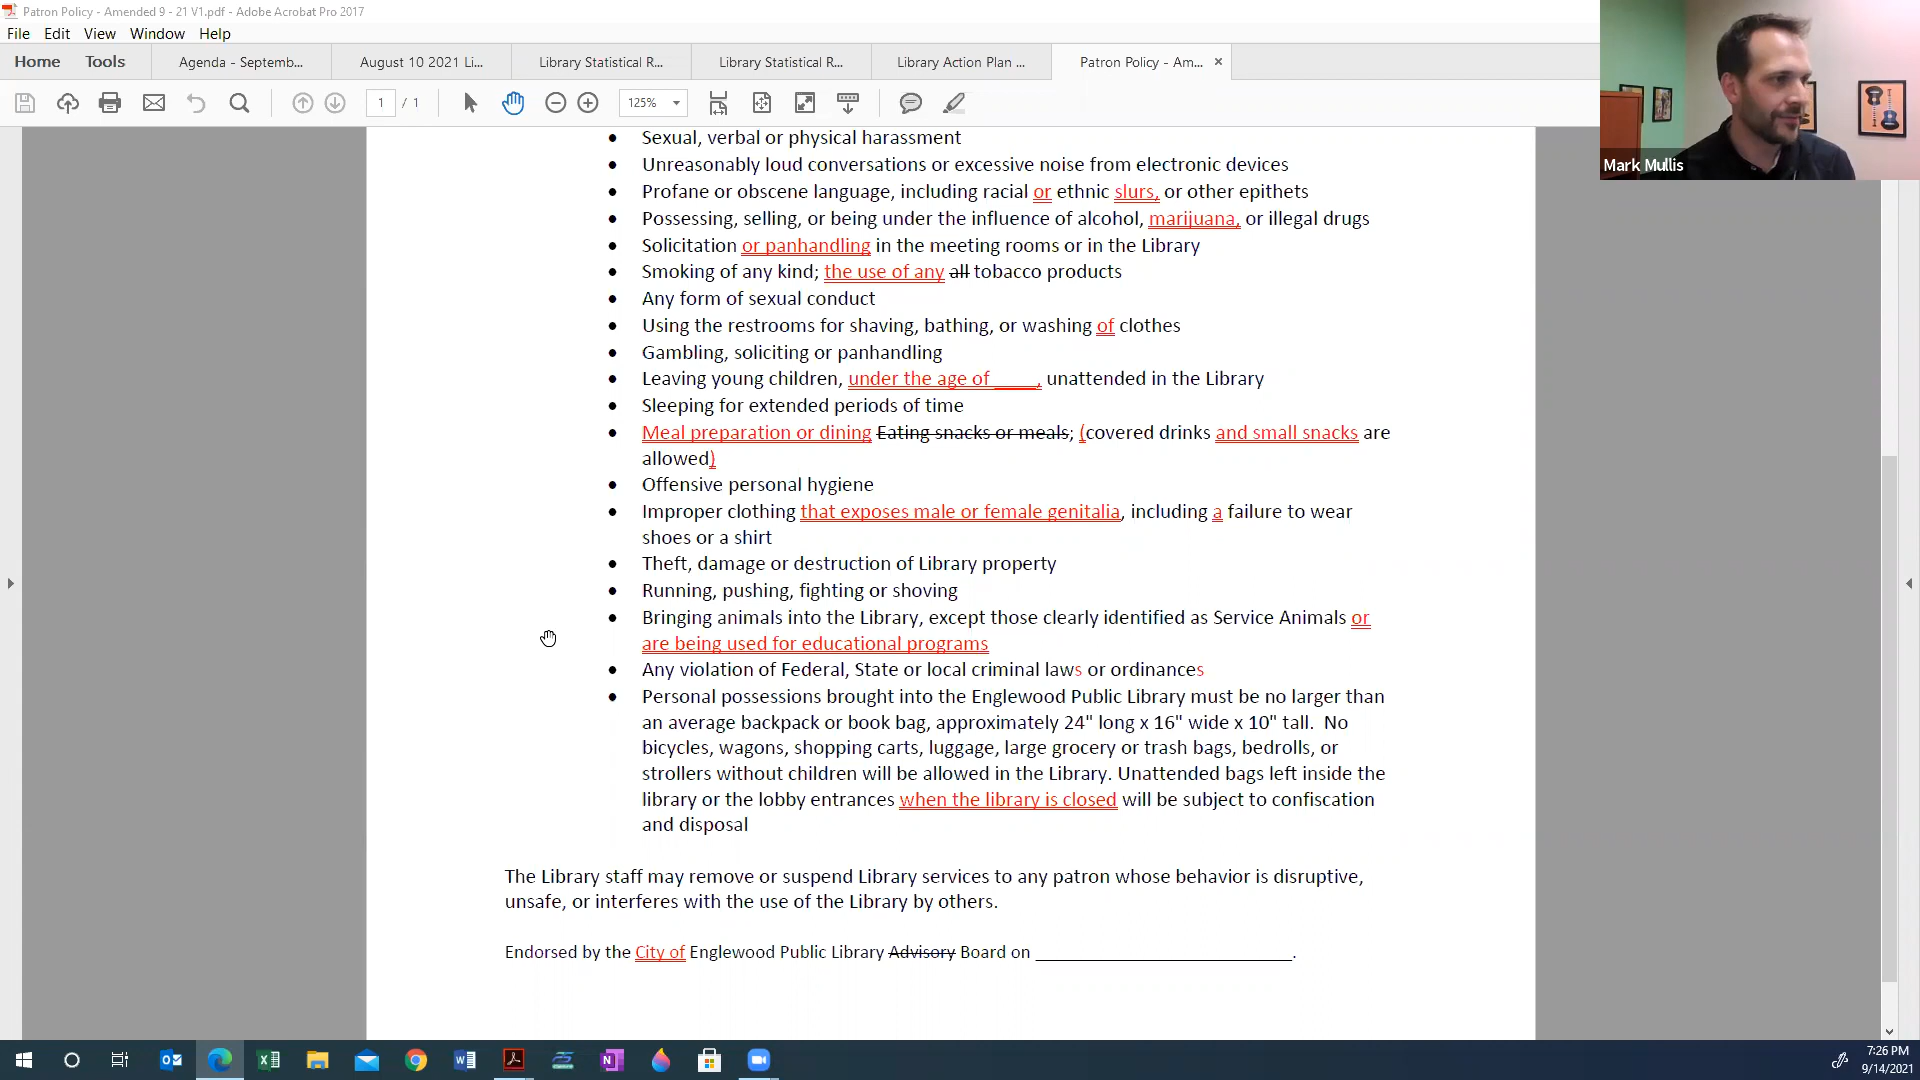 Patron Policy - Amended 9 - 21 V1.pdf - Adobe Acrobat Pro 2017
File Edit View Window Help
Home Tools Agenda - Septemb... August 10 2021 Li... Library Statistical R... Library Statistical R... Library Action Plan ... Patron Policy - Am... ×
1 / 1 125%
Mark Mullis
• Sexual, verbal or physical harassment
• Unreasonably loud conversations or excessive noise from electronic devices
• Profane or obscene language, including racial or ethnic slurs, or other epithets
• Possessing, selling, or being under the influence of alcohol, marijuana, or illegal drugs
• Solicitation or panhandling in the meeting rooms or in the Library
• Smoking of any kind; the use of any all tobacco products
• Any form of sexual conduct
• Using the restrooms for shaving, bathing, or washing of clothes
• Gambling, soliciting or panhandling
• Leaving young children, under the age of ____, unattended in the Library
• Sleeping for extended periods of time
• Meal preparation or dining Eating snacks or meals; (covered drinks and small snacks are
allowed)
• Offensive personal hygiene
• Improper clothing that exposes male or female genitalia, including a failure to wear
shoes or a shirt
• Theft, damage or destruction of Library property
• Running, pushing, fighting or shoving
• Bringing animals into the Library, except those clearly identified as Service Animals or
are being used for educational programs
• Any violation of Federal, State or local criminal laws or ordinances
• Personal possessions brought into the Englewood Public Library must be no larger than
an average backpack or book bag, approximately 24" long x 16" wide x 10" tall. No
bicycles, wagons, shopping carts, luggage, large grocery or trash bags, bedrolls, or
strollers without children will be allowed in the Library. Unattended bags left inside the
library or the lobby entrances when the library is closed will be subject to confiscation
and disposal
The Library staff may remove or suspend Library services to any patron whose behavior is disruptive,
unsafe, or interferes with the use of the Library by others.
Endorsed by the City of Englewood Public Library Advisory Board on __________________________.
7:26 PM
9/14/2021